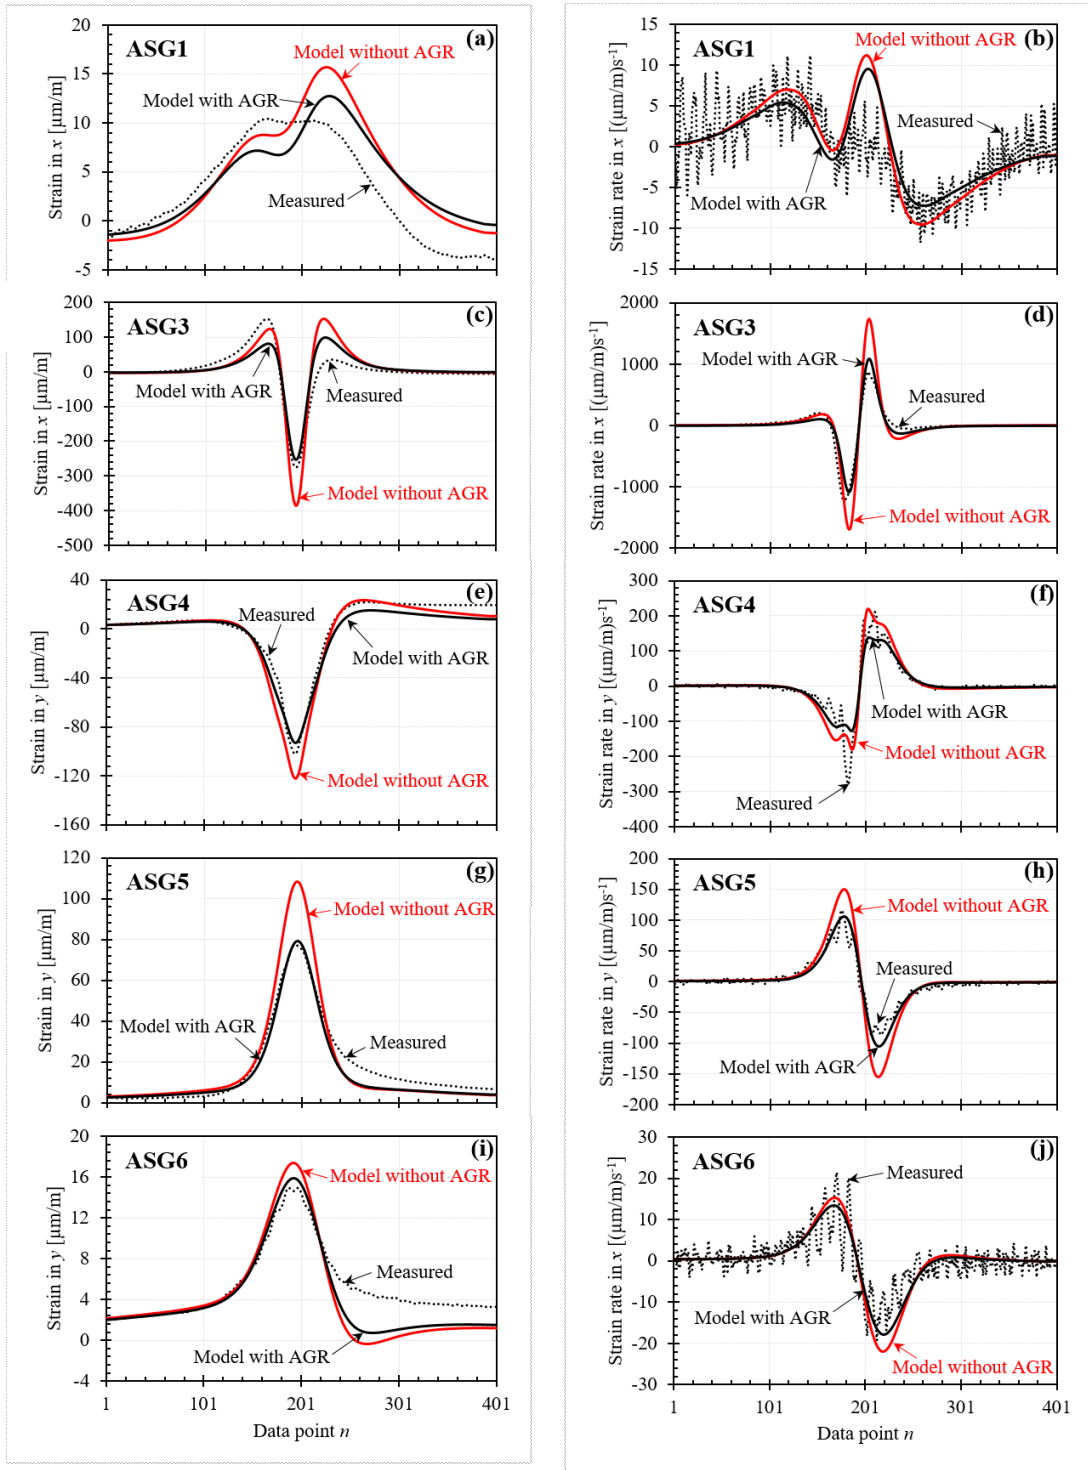 ASG1
(a)
Strain in x [µm/m]
20
15
10
5
0
-5
Model without AGR
Model with AGR
Measured
ASG1
(b)
Strain rate in x [(µm/m)s⁻¹]
15
10
5
0
-5
-10
-15
Model without AGR
Measured
Model with AGR
ASG3
(c)
Strain in x [µm/m]
200
100
0
-100
-200
-300
-400
-500
Model with AGR
Measured
Model without AGR
ASG3
(d)
Strain rate in x [(µm/m)s⁻¹]
2000
1000
0
-1000
-2000
Model with AGR
Measured
Model without AGR
ASG4
(e)
Strain in y [µm/m]
40
0
-40
-80
-120
-160
Measured
Model with AGR
Model without AGR
ASG4
(f)
Strain rate in y [(µm/m)s⁻¹]
300
200
100
0
-100
-200
-300
-400
Model with AGR
Model without AGR
Measured
ASG5
(g)
Strain in y [µm/m]
120
100
80
60
40
20
0
Model without AGR
Model with AGR
Measured
ASG5
(h)
Strain rate in y [(µm/m)s⁻¹]
200
150
100
50
0
-50
-100
-150
-200
Model without AGR
Measured
Model with AGR
ASG6
(i)
Strain in y [µm/m]
20
16
12
8
4
0
-4
Model without AGR
Measured
Model with AGR
1 101 201 301 401
Data point n
ASG6
(j)
Strain rate in x [(µm/m)s⁻¹]
30
20
10
0
-10
-20
-30
Measured
Model with AGR
Model without AGR
1 101 201 301 401
Data point n